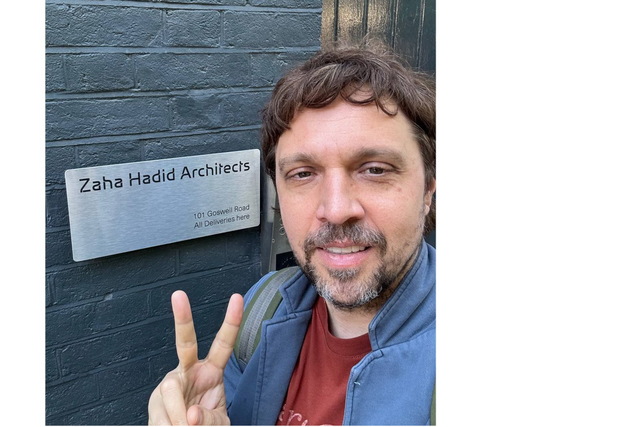 Zaha Hadid Architects
101 Goswell Road
All Deliveries here